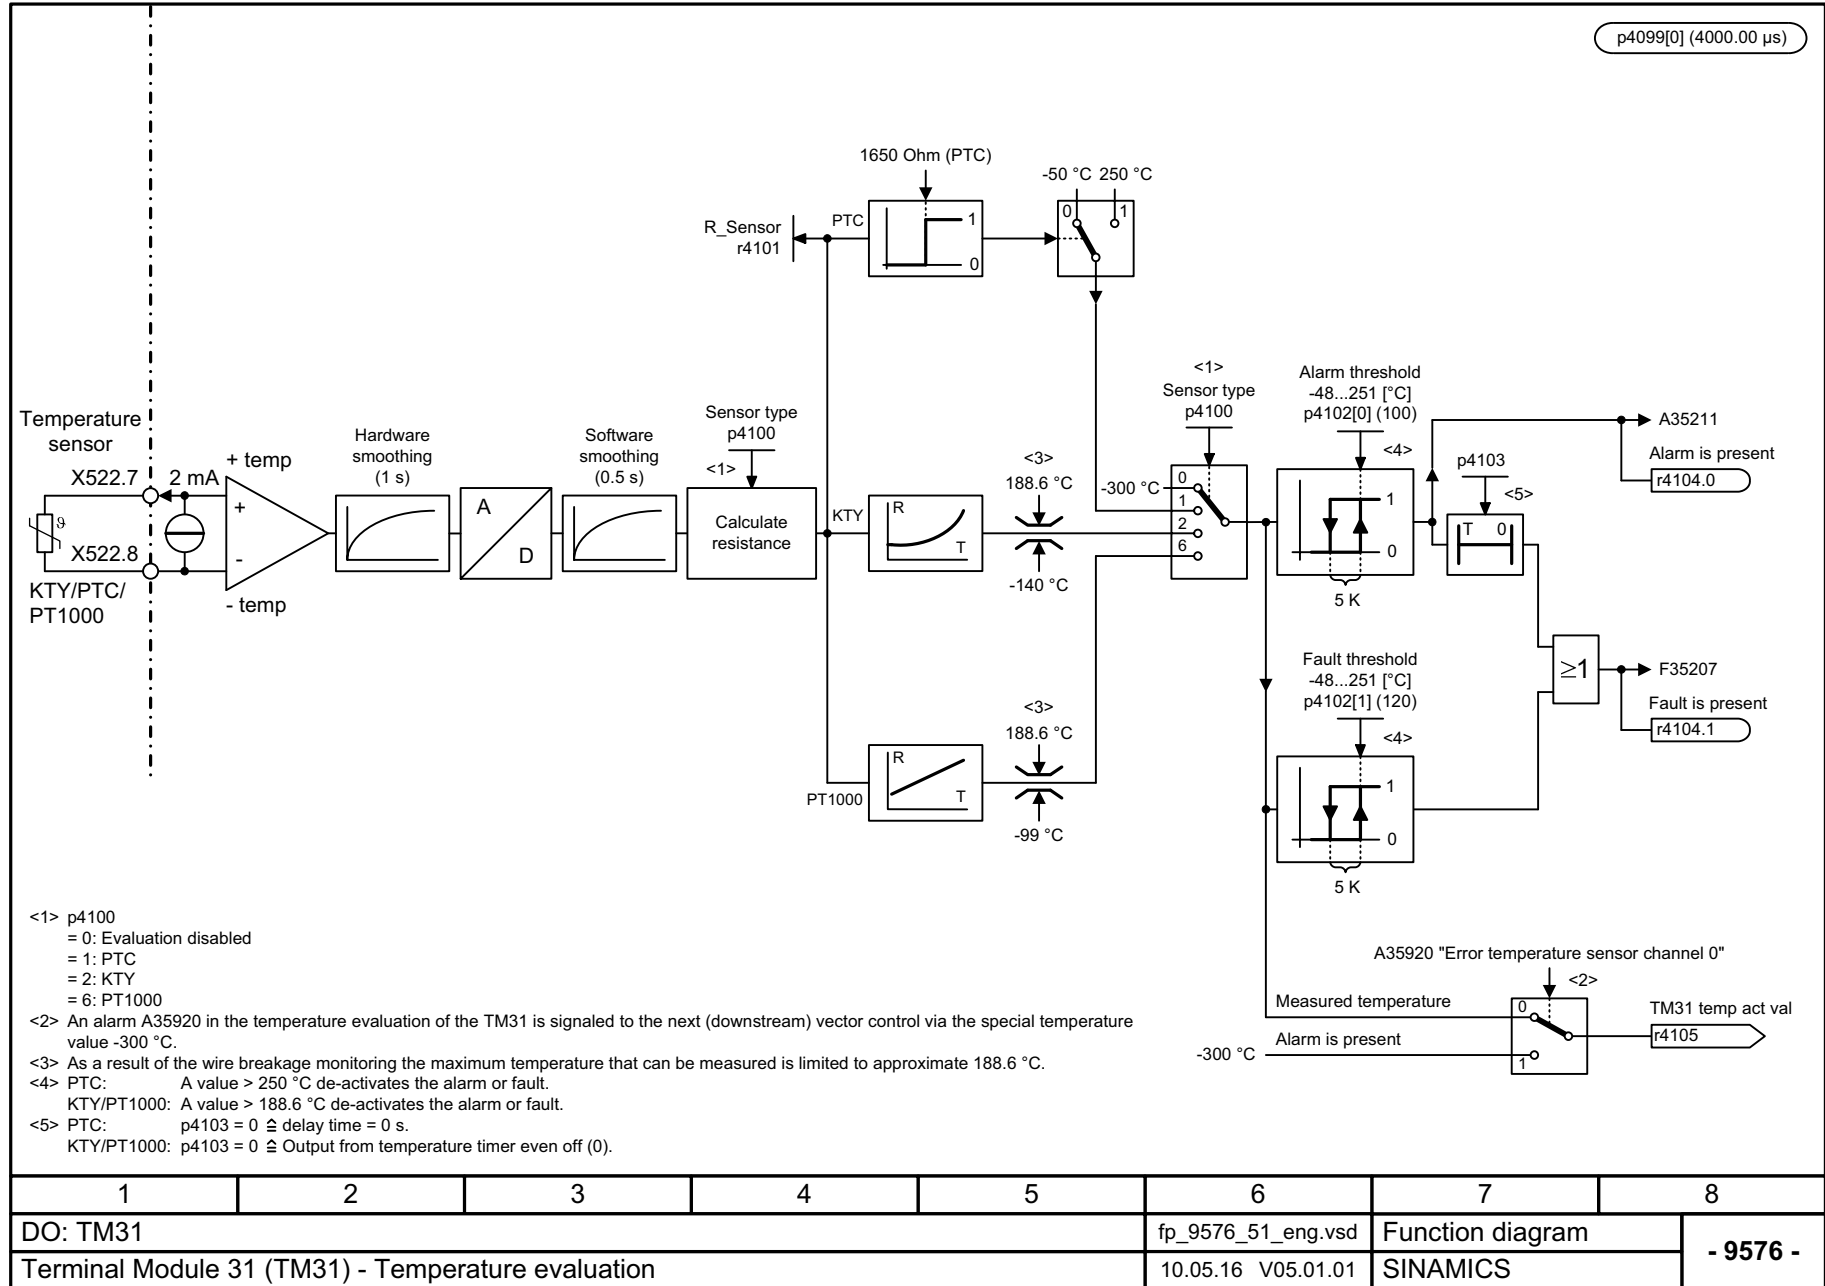 p4099[0] (4000.00 µs)
1650 Ohm (PTC)
-50 °C 250 °C
0 1
PTC
1
0
R_Sensor
r4101
<1>
Sensor type
p4100
Alarm threshold
-48...251 [°C]
p4102[0] (100)
<4>
A35211
Alarm is present
r4104.0
p4103
<5>
T 0
Temperature
sensor
X522.7
2 mA
+ temp
+
-
- temp
ϑ
X522.8
KTY/PTC/
PT1000
Hardware
smoothing
(1 s)
A
D
Software
smoothing
(0.5 s)
Sensor type
p4100
<1>
Calculate
resistance
KTY
R
T
<3>
188.6 °C
-140 °C
-300 °C
0
1
2
6
1
0
5 K
Fault threshold
-48...251 [°C]
p4102[1] (120)
<4>
≥1
F35207
Fault is present
r4104.1
<3>
188.6 °C
PT1000
R
T
-99 °C
1
0
5 K
A35920 "Error temperature sensor channel 0"
<2>
Measured temperature
0
TM31 temp act val
r4105
Alarm is present
-300 °C
1
<1> p4100
= 0: Evaluation disabled
= 1: PTC
= 2: KTY
= 6: PT1000
<2> An alarm A35920 in the temperature evaluation of the TM31 is signaled to the next (downstream) vector control via the special temperature
value -300 °C.
<3> As a result of the wire breakage monitoring the maximum temperature that can be measured is limited to approximate 188.6 °C.
<4> PTC: A value > 250 °C de-activates the alarm or fault.
KTY/PT1000: A value > 188.6 °C de-activates the alarm or fault.
<5> PTC: p4103 = 0 ≙ delay time = 0 s.
KTY/PT1000: p4103 = 0 ≙ Output from temperature timer even off (0).
1 2 3 4 5 6 7 8
DO: TM31
fp_9576_51_eng.vsd
Function diagram
- 9576 -
Terminal Module 31 (TM31) - Temperature evaluation
10.05.16 V05.01.01
SINAMICS